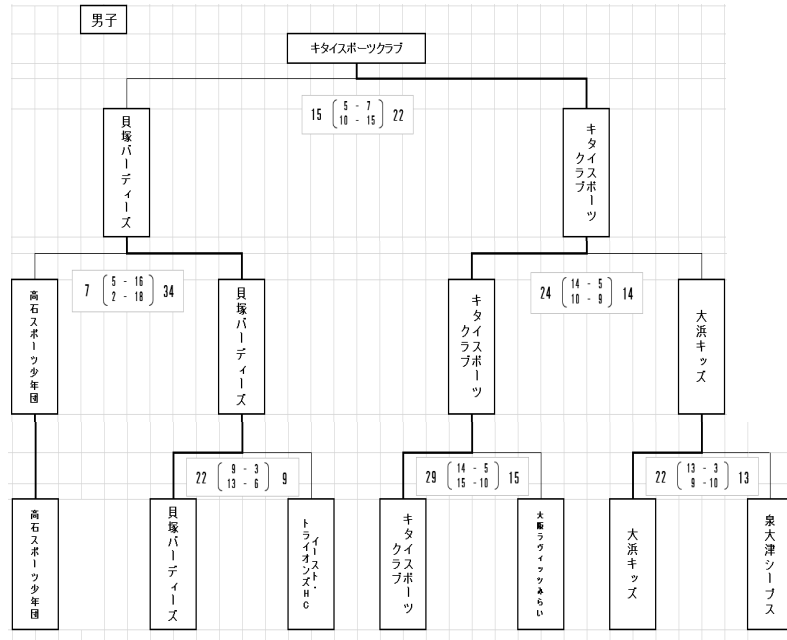 男子
キタイスポーツクラブ
15 ( 5 - 7 10 - 15 ) 22
貝塚バーディーズ
キタイスポーツ
クラブ
7 ( 5 - 16 2 - 18 ) 34
24 ( 14 - 5 10 - 9 ) 14
高石スポーツ少年団
貝塚バーディーズ
キタイスポーツ
クラブ
大浜キッズ
22 ( 9 - 3 13 - 6 ) 9
29 ( 14 - 5 15 - 10 ) 15
22 ( 13 - 3 9 - 10 ) 13
高石スポーツ少年団
貝塚バーディーズ
イースト・
トライオンズHC
キタイスポーツ
クラブ
大阪ラヴィッツみらい
大浜キッズ
泉大津シーブス